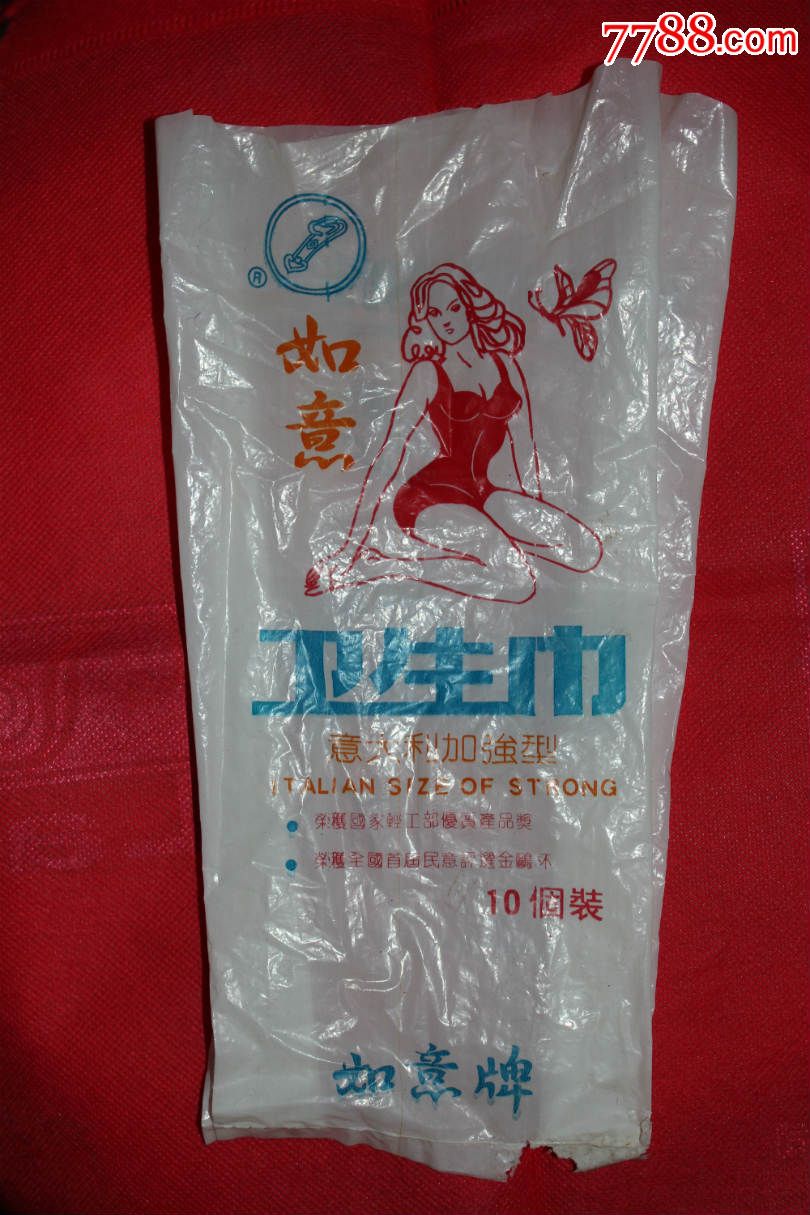 7788.com
®
如意
卫生巾
意大利加強型
ITALIAN SIZE OF STRONG
榮獲國家輕工部優質產品獎
榮獲全國首屆民意評選金鷗杯
10個裝
如意牌